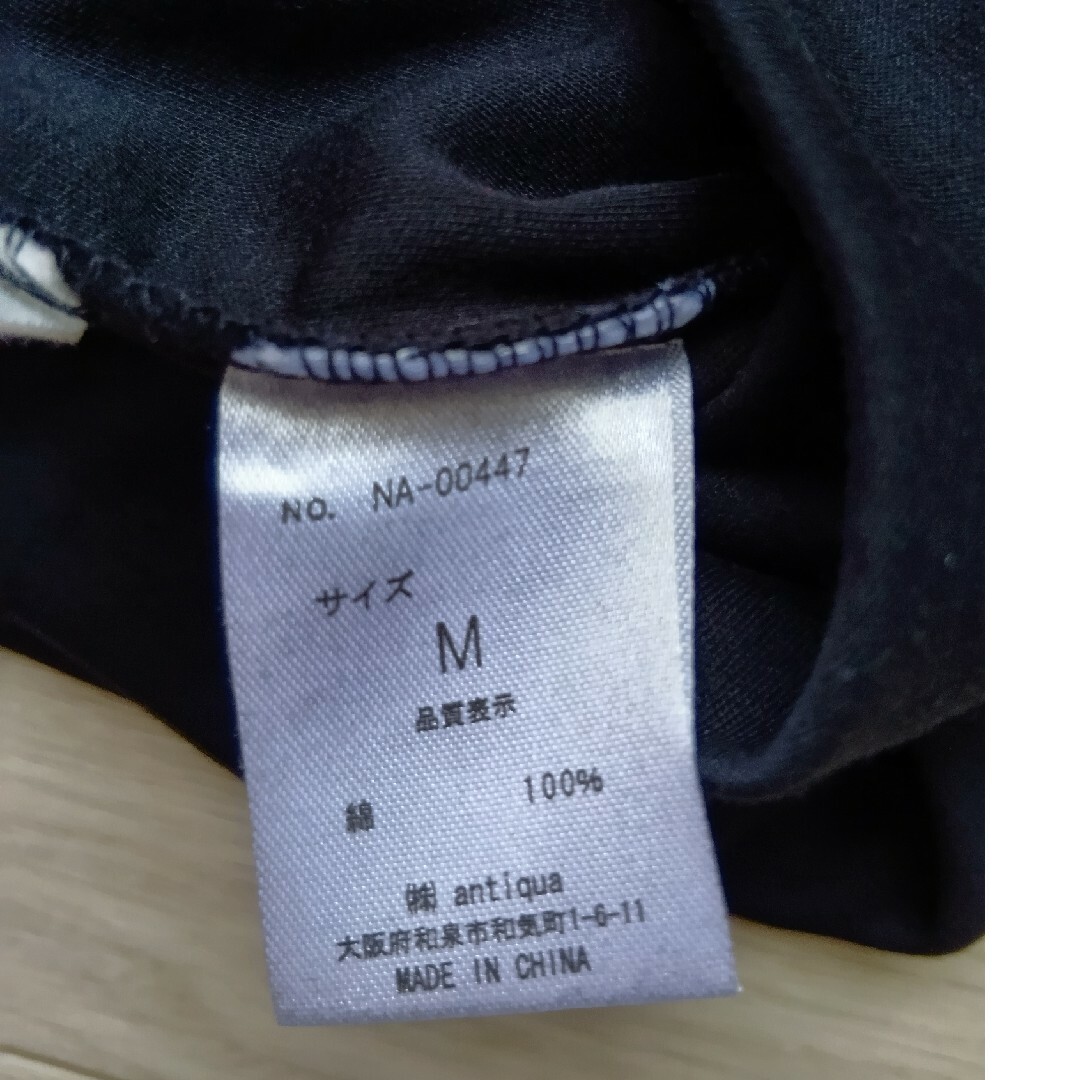 NO. NA-00447
サイズ
M
品質表示
綿 100%
㈱ antiqua
大阪府和泉市和気町1-6-11
MADE IN CHINA